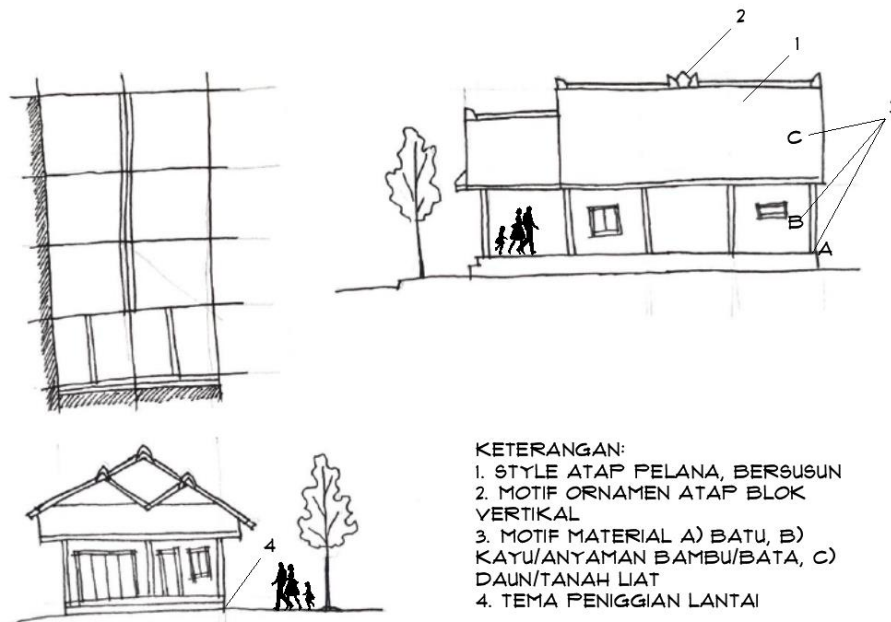 2
1
3
C
B
A
4
KETERANGAN:
1. STYLE ATAP PELANA, BERSUSUN
2. MOTIF ORNAMEN ATAP BLOK
VERTIKAL
3. MOTIF MATERIAL A) BATU, B)
KAYU/ANYAMAN BAMBU/BATA, C)
DAUN/TANAH LIAT
4. TEMA PENIGGIAN LANTAI